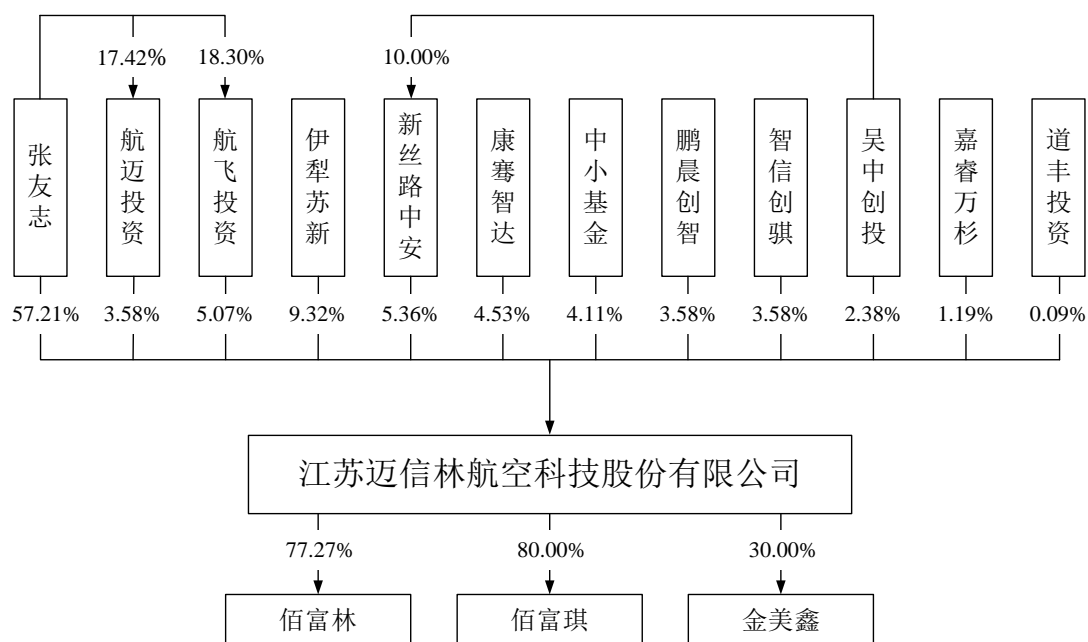 17.42% 18.30% 10.00%
张友志
航迈投资
航飞投资
伊犁苏新
新丝路中安
康骞智达
中小基金
鹏晨创智
智信创骐
吴中创投
嘉睿万杉
道丰投资
57.21% 3.58% 5.07% 9.32% 5.36% 4.53% 4.11% 3.58% 3.58% 2.38% 1.19% 0.09%
江苏迈信林航空科技股份有限公司
77.27% 80.00% 30.00%
佰富林 佰富琪 金美鑫